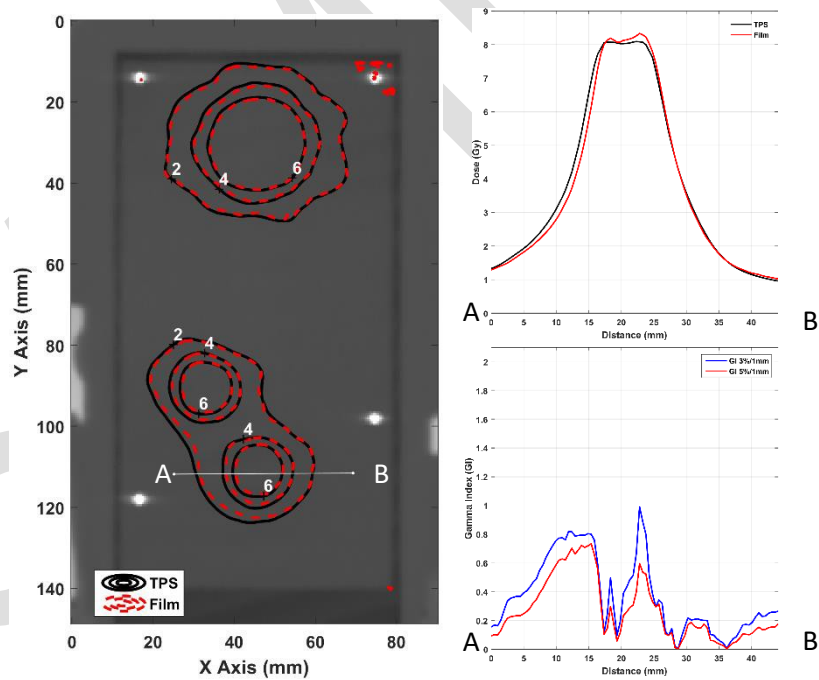 0
20
40
60
80
100
120
140
Y Axis (mm)
20
40
60
80
X Axis (mm)
2
4
6
2
4
6
4
6
A
B
TPS
Film
9
8
7
6
5
4
3
2
1
0
Dose (Gy)
TPS
Film
0 5 10 15 20 25 30 35 40
Distance (mm)
A
B
2
1.8
1.6
1.4
1.2
1
0.8
0.6
0.4
0.2
0
Gamma Index (GI)
GI 3%/1mm
GI 5%/1mm
0 5 10 15 20 25 30 35 40
Distance (mm)
A
B